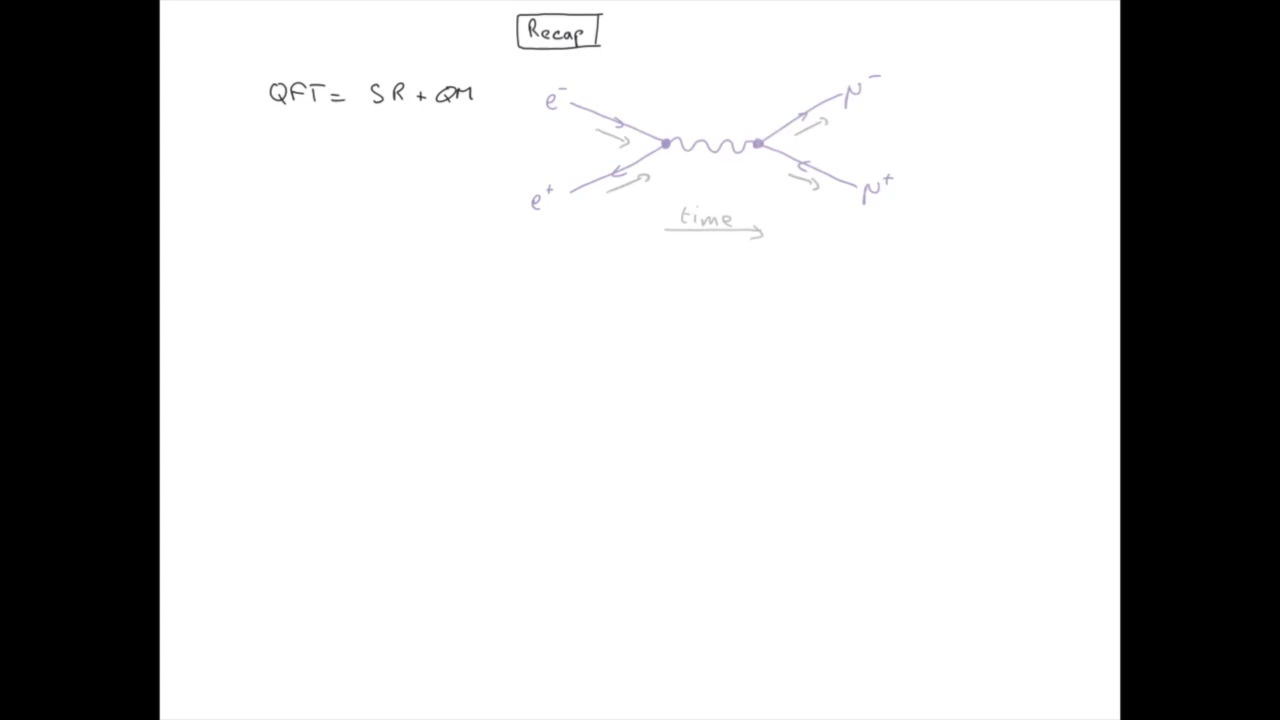 Recap
QFT = SR + QM
e⁻
μ⁻
e⁺
μ⁺
time